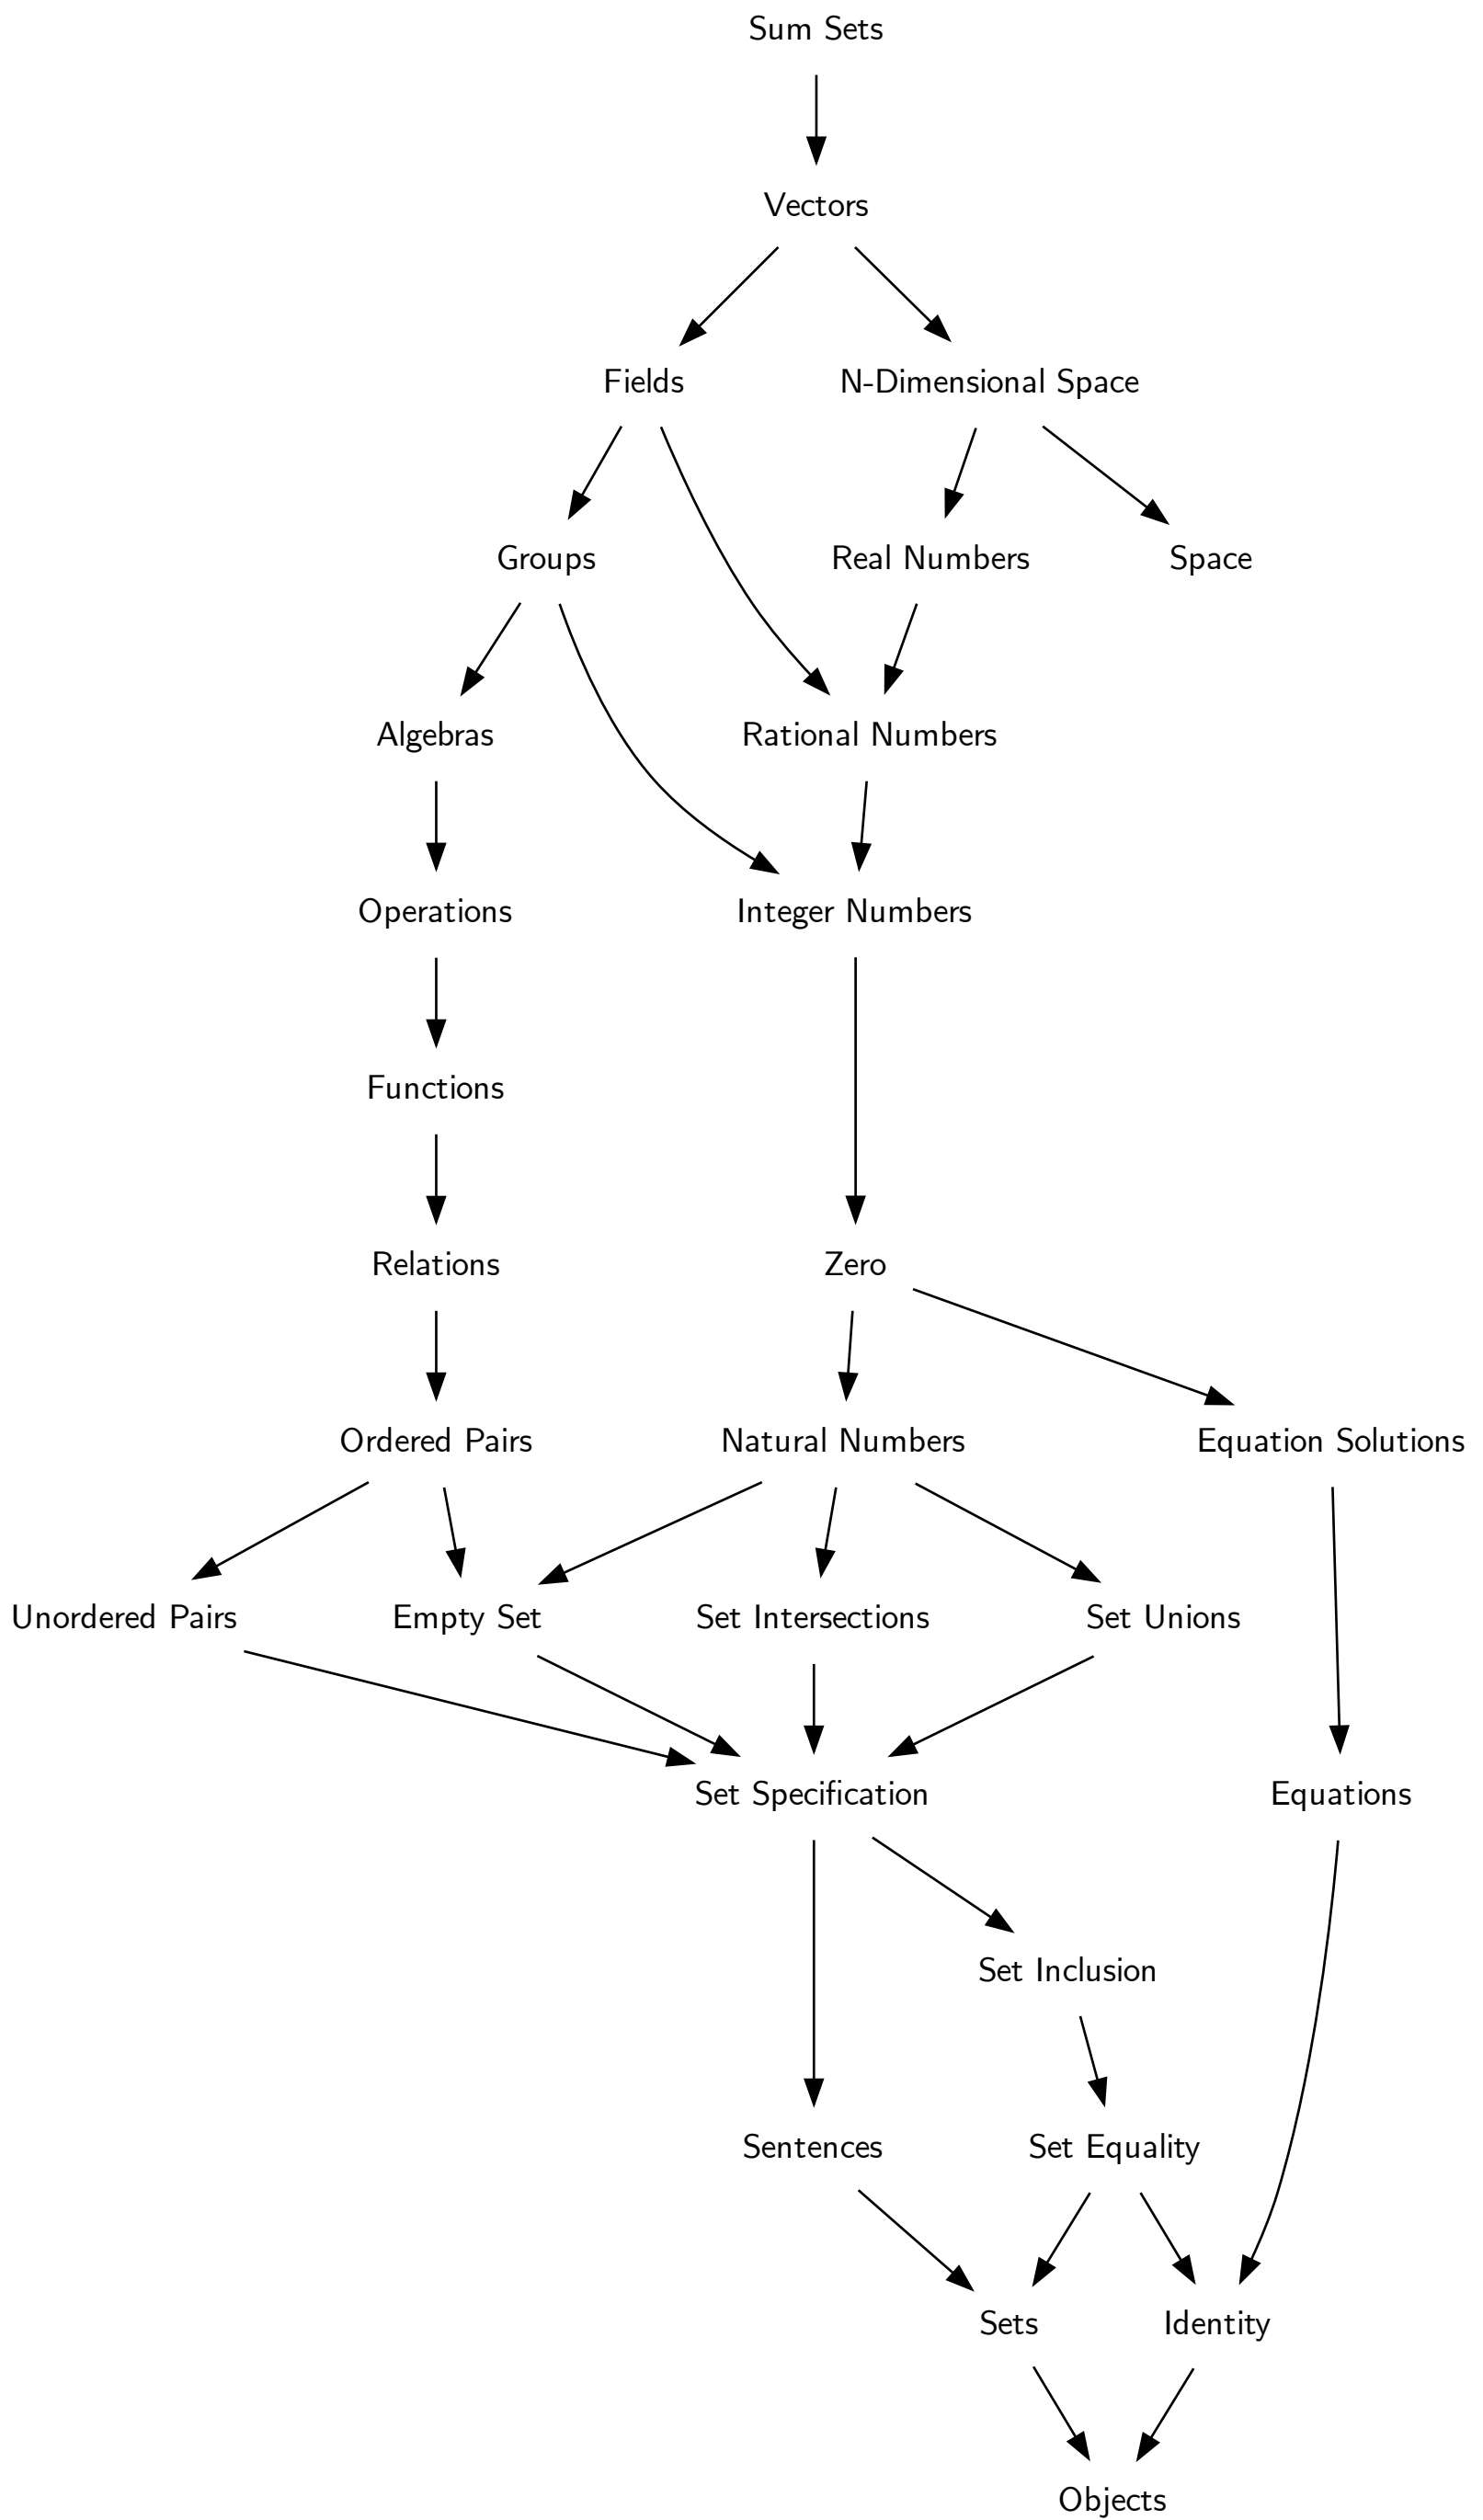 Sum Sets
Vectors
Fields
N-Dimensional Space
Groups
Real Numbers
Space
Algebras
Rational Numbers
Operations
Integer Numbers
Functions
Relations
Zero
Ordered Pairs
Natural Numbers
Equation Solutions
Unordered Pairs
Empty Set
Set Intersections
Set Unions
Set Specification
Equations
Set Inclusion
Sentences
Set Equality
Sets
Identity
Objects